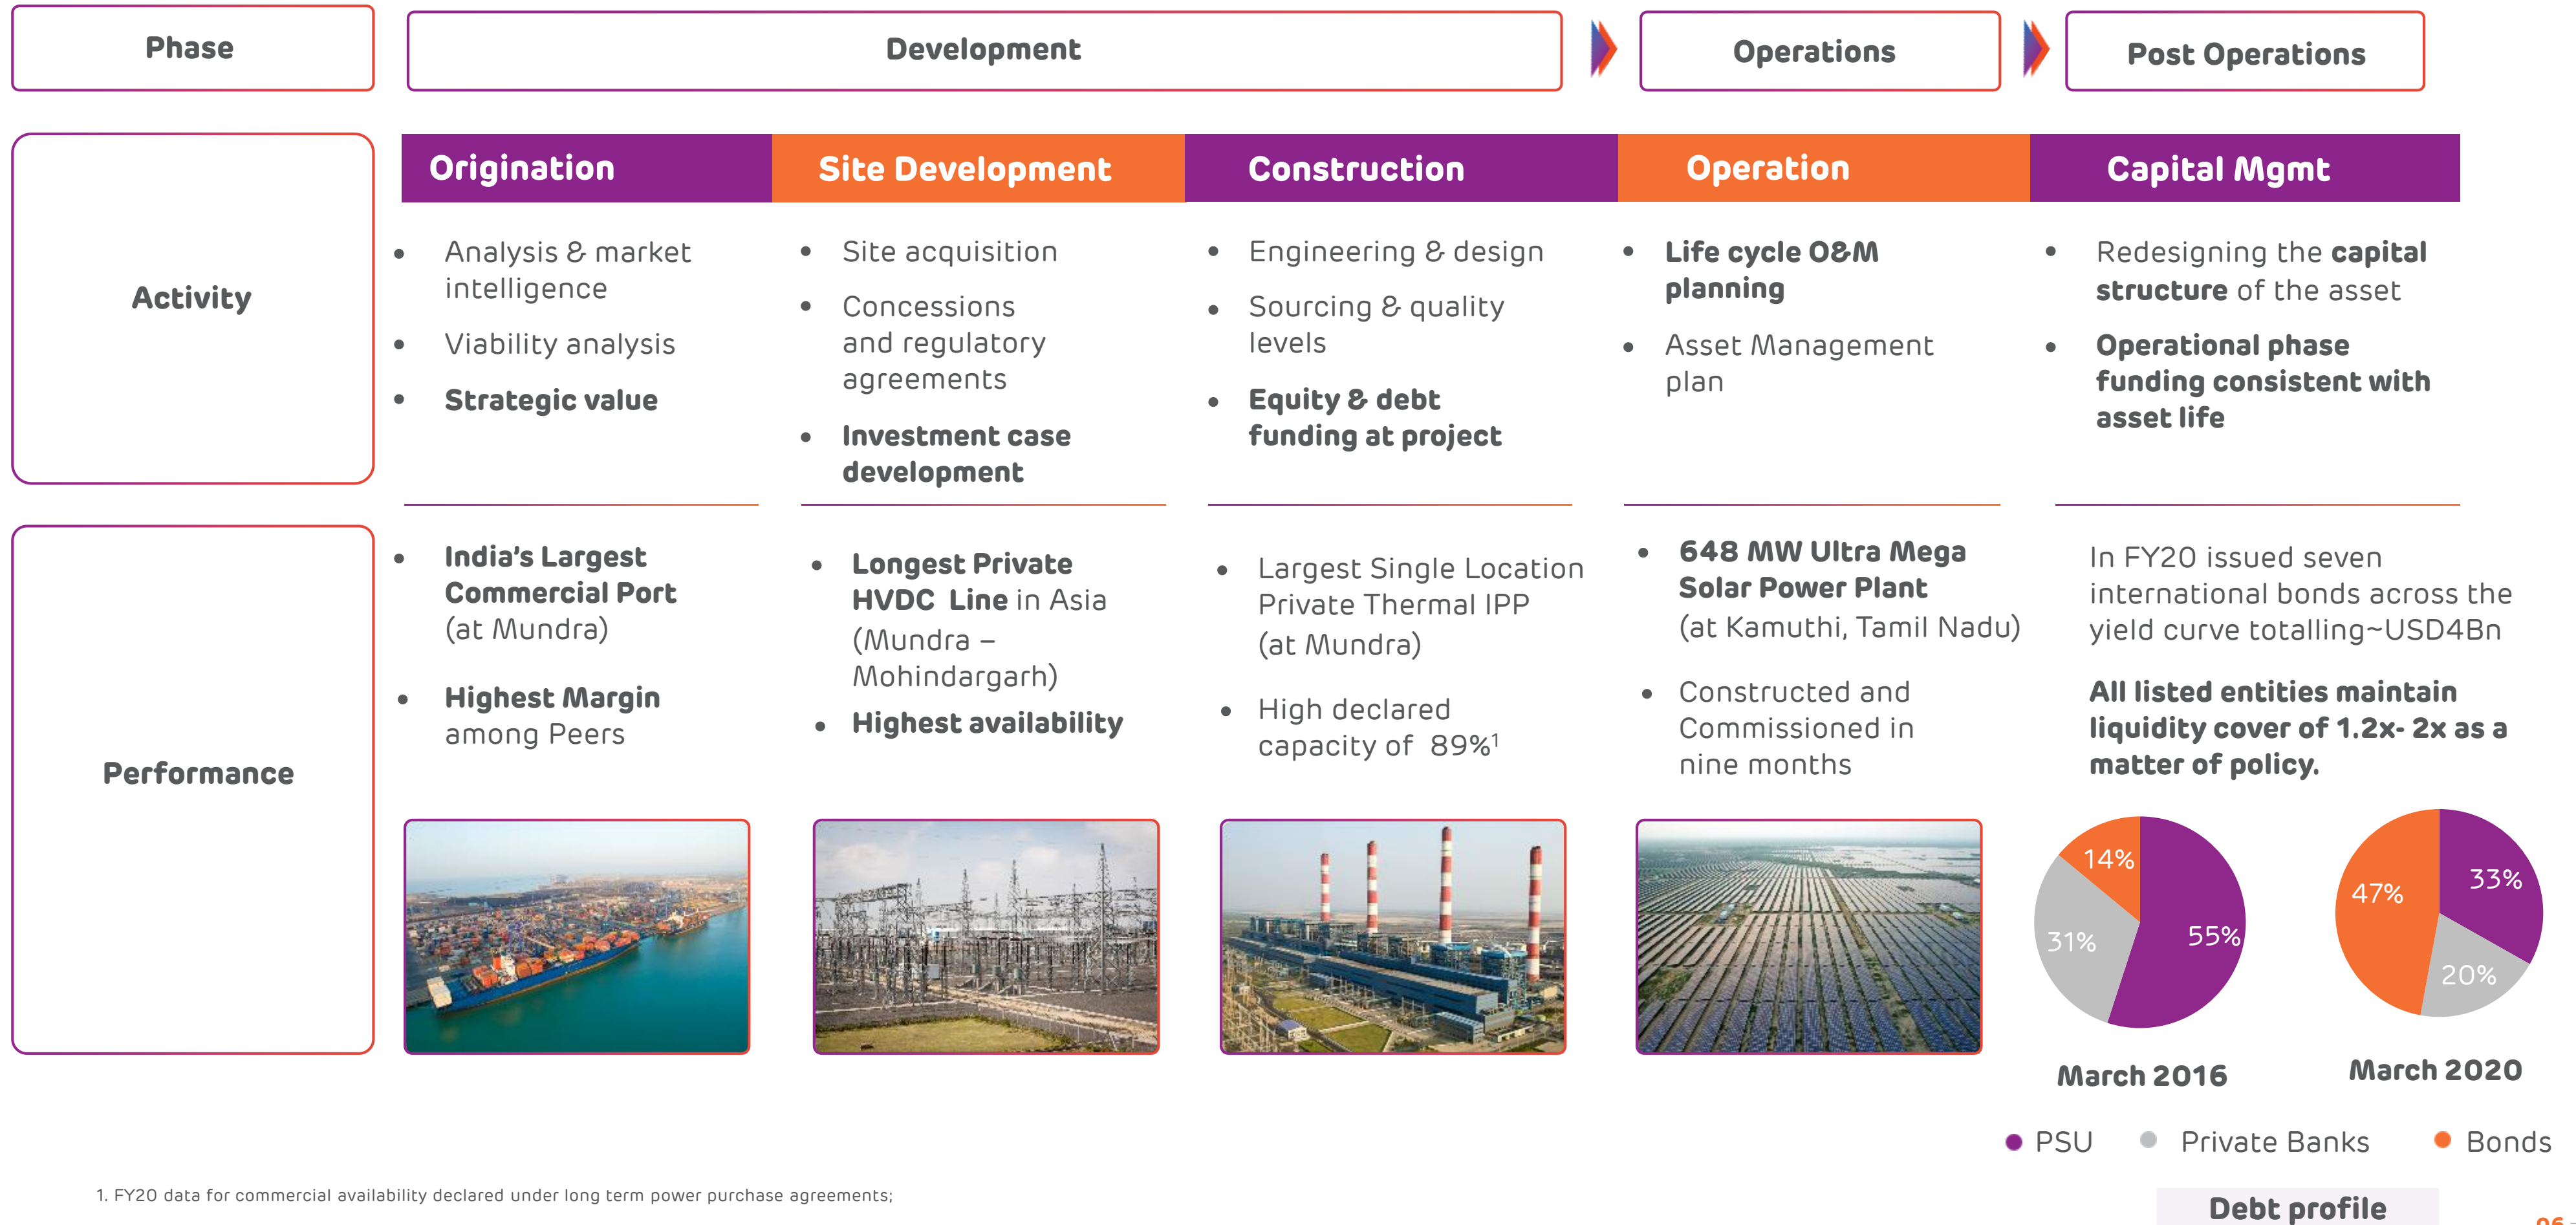 Phase
Development
Operations
Post Operations
Activity
Origination
Site Development
Construction
Operation
Capital Mgmt
• Analysis & market
intelligence
• Viability analysis
• Strategic value
• Site acquisition
• Concessions
and regulatory
agreements
• Investment case
development
• Engineering & design
• Sourcing & quality
levels
• Equity & debt
funding at project
• Life cycle O&M
planning
• Asset Management
plan
• Redesigning the capital
structure of the asset
• Operational phase
funding consistent with
asset life
Performance
• India’s Largest
Commercial Port
(at Mundra)
• Highest Margin
among Peers
• Longest Private
HVDC Line in Asia
(Mundra –
Mohindargarh)
• Highest availability
• Largest Single Location
Private Thermal IPP
(at Mundra)
• High declared
capacity of 89%¹
• 648 MW Ultra Mega
Solar Power Plant
(at Kamuthi, Tamil Nadu)
• Constructed and
Commissioned in
nine months
In FY20 issued seven
international bonds across the
yield curve totalling~USD4Bn
All listed entities maintain
liquidity cover of 1.2x- 2x as a
matter of policy.
14%
31%
55%
March 2016
47%
33%
20%
March 2020
PSU
Private Banks
Bonds
1. FY20 data for commercial availability declared under long term power purchase agreements;
Debt profile